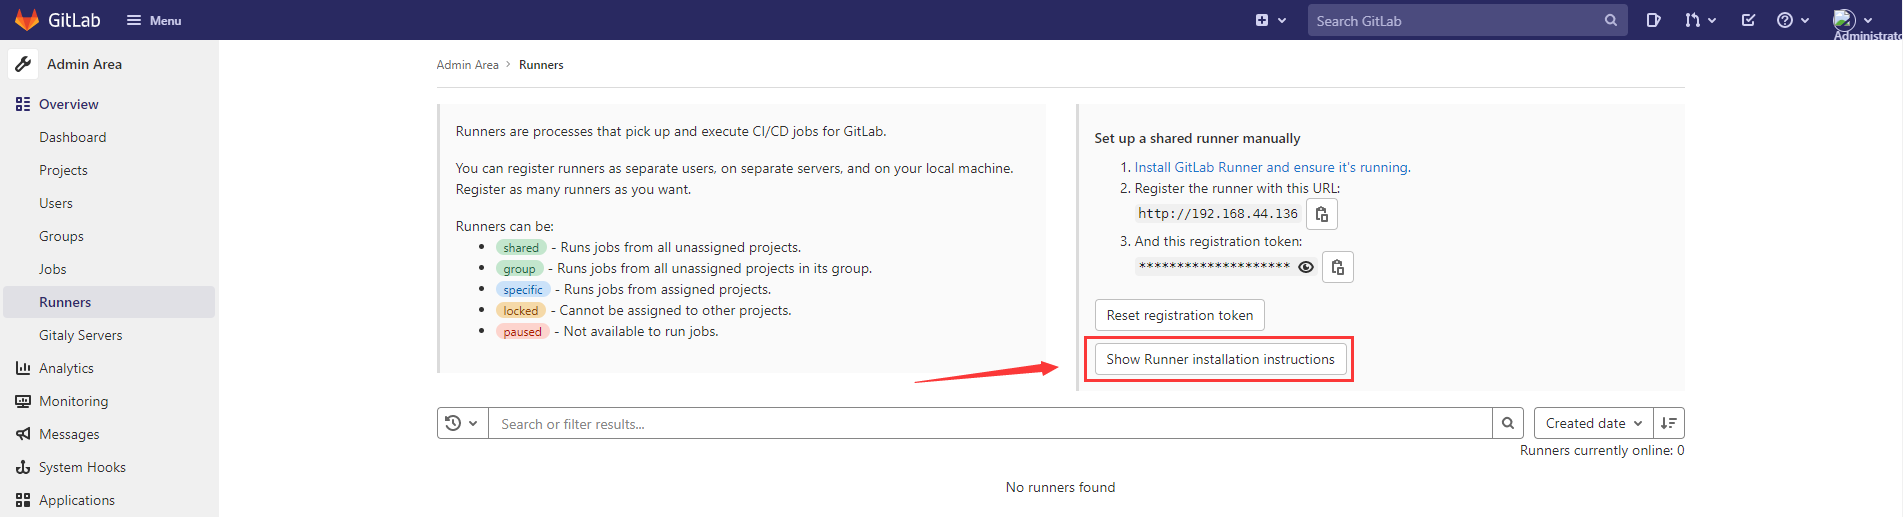 GitLab
Menu
Search GitLab
Administrato
Admin Area
Overview
Dashboard
Projects
Users
Groups
Jobs
Runners
Gitaly Servers
Analytics
Monitoring
Messages
System Hooks
Applications
Admin Area > Runners
Runners are processes that pick up and execute CI/CD jobs for GitLab.
You can register runners as separate users, on separate servers, and on your local machine.
Register as many runners as you want.
Runners can be:
• shared - Runs jobs from all unassigned projects.
• group - Runs jobs from all unassigned projects in its group.
• specific - Runs jobs from assigned projects.
• locked - Cannot be assigned to other projects.
• paused - Not available to run jobs.
Set up a shared runner manually
1. Install GitLab Runner and ensure it's running.
2. Register the runner with this URL:
http://192.168.44.136
3. And this registration token:
********************
Reset registration token
Show Runner installation instructions
Search or filter results...
Created date
Runners currently online: 0
No runners found